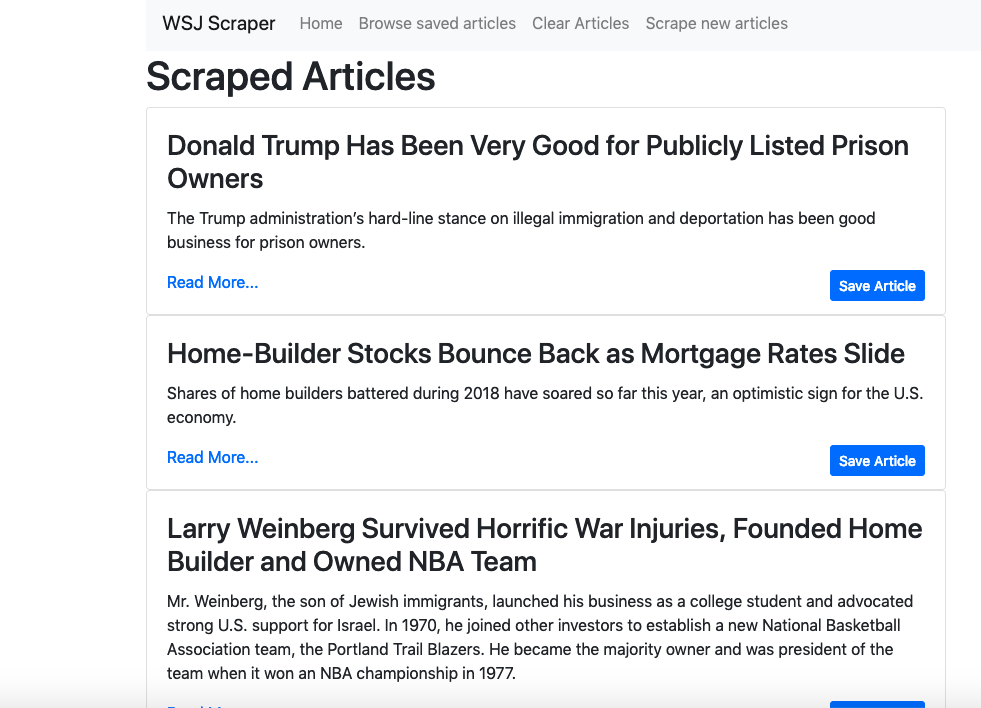 WSJ Scraper Home Browse saved articles Clear Articles Scrape new articles
Scraped Articles
Donald Trump Has Been Very Good for Publicly Listed Prison
Owners
The Trump administration’s hard-line stance on illegal immigration and deportation has been good
business for prison owners.
Read More... Save Article
Home-Builder Stocks Bounce Back as Mortgage Rates Slide
Shares of home builders battered during 2018 have soared so far this year, an optimistic sign for the U.S.
economy.
Read More... Save Article
Larry Weinberg Survived Horrific War Injuries, Founded Home
Builder and Owned NBA Team
Mr. Weinberg, the son of Jewish immigrants, launched his business as a college student and advocated
strong U.S. support for Israel. In 1970, he joined other investors to establish a new National Basketball
Association team, the Portland Trail Blazers. He became the majority owner and was president of the
team when it won an NBA championship in 1977.